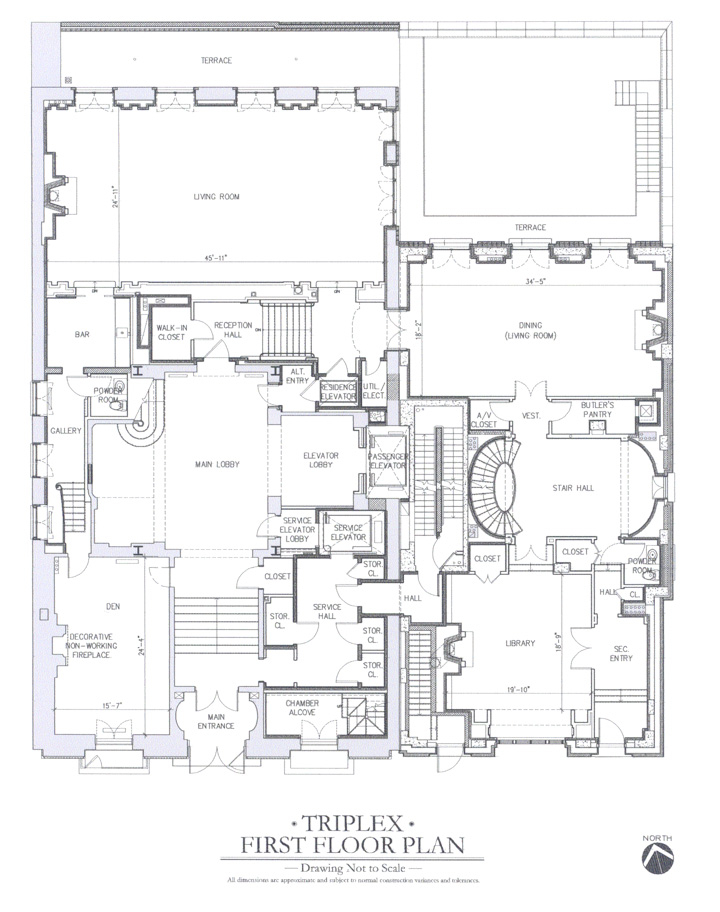 TERRACE
LIVING ROOM
24'-11"
45'-11"
TERRACE
34'-5"
18'-2"
DINING
(LIVING ROOM)
BAR
WALK-IN
CLOSET
RECEPTION
HALL
ALT.
ENTRY
RESIDENCE
ELEVATOR
UTIL./
ELECT.
POWDER
ROOM
GALLERY
MAIN LOBBY
ELEVATOR
LOBBY
PASSENGER
ELEVATOR
A/V
CLOSET
VEST.
BUTLER'S
PANTRY
STAIR HALL
SERVICE
ELEVATOR
LOBBY
SERVICE
ELEVATOR
CLOSET
CLOSET
POWDER
ROOM
STOR.
CL.
CLOSET
DEN
SERVICE
HALL
HALL
HALL
CL.
STOR.
CL.
STOR.
CL.
STOR.
CL.
DECORATIVE
NON-WORKING
FIREPLACE
24'-4"
15'-7"
LIBRARY
18'-9"
19'-10"
SEC.
ENTRY
MAIN
ENTRANCE
CHAMBER
ALCOVE
• TRIPLEX •
FIRST FLOOR PLAN
— Drawing Not to Scale —
All dimensions are approximate and subject to normal construction variances and tolerances.
NORTH